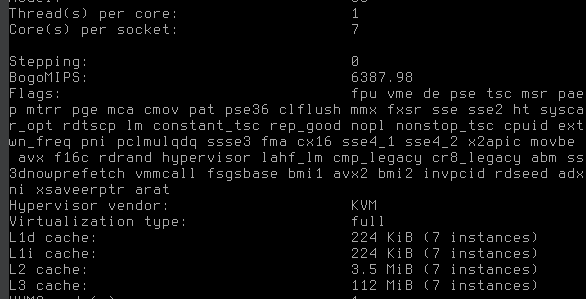 Thread(s) per core: 1
Core(s) per socket: 7
Stepping: 0
BogoMIPS: 6387.98
Flags: fpu vme de pse tsc msr pae
p mtrr pge mca cmov pat pse36 clflush mmx fxsr sse sse2 ht sysca
r_opt rdtscp lm constant_tsc rep_good nopl nonstop_tsc cpuid ext
wn_freq pni pclmulqdq ssse3 fma cx16 sse4_1 sse4_2 x2apic movbe
avx f16c rdrand hypervisor lahf_lm cmp_legacy cr8_legacy abm ss
3dnowprefetch vmmcall fsgsbase bmi1 avx2 bmi2 invpcid rdseed adx
ni xsaveerptr arat
Hypervisor vendor: KVM
Virtualization type: full
L1d cache: 224 KiB (7 instances)
L1i cache: 224 KiB (7 instances)
L2 cache: 3.5 MiB (7 instances)
L3 cache: 112 MiB (7 instances)